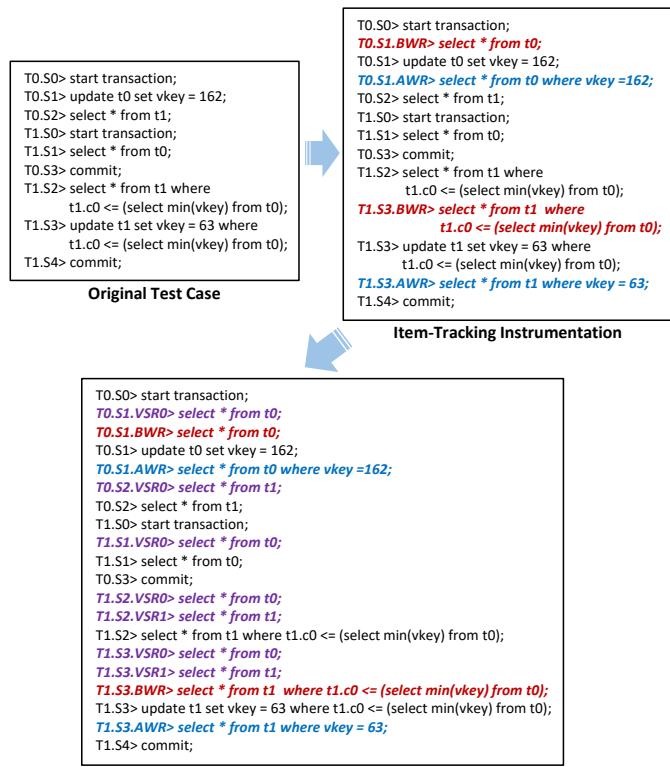 T0.S0> start transaction;
T0.S1> update t0 set vkey = 162;
T0.S2> select * from t1;
T1.S0> start transaction;
T1.S1> select * from t0;
T0.S3> commit;
T1.S2> select * from t1 where
t1.c0 <= (select min(vkey) from t0);
T1.S3> update t1 set vkey = 63 where
t1.c0 <= (select min(vkey) from t0);
T1.S4> commit;
Original Test Case
T0.S0> start transaction;
T0.S1.BWR> select * from t0;
T0.S1> update t0 set vkey = 162;
T0.S1.AWR> select * from t0 where vkey =162;
T0.S2> select * from t1;
T1.S0> start transaction;
T1.S1> select * from t0;
T0.S3> commit;
T1.S2> select * from t1 where
t1.c0 <= (select min(vkey) from t0);
T1.S3.BWR> select * from t1 where
t1.c0 <= (select min(vkey) from t0);
T1.S3> update t1 set vkey = 63 where
t1.c0 <= (select min(vkey) from t0);
T1.S3.AWR> select * from t1 where vkey = 63;
T1.S4> commit;
Item-Tracking Instrumentation
T0.S0> start transaction;
T0.S1.VSR0> select * from t0;
T0.S1.BWR> select * from t0;
T0.S1> update t0 set vkey = 162;
T0.S1.AWR> select * from t0 where vkey =162;
T0.S2.VSR0> select * from t1;
T0.S2> select * from t1;
T1.S0> start transaction;
T1.S1.VSR0> select * from t0;
T1.S1> select * from t0;
T0.S3> commit;
T1.S2.VSR0> select * from t0;
T1.S2.VSR1> select * from t1;
T1.S2> select * from t1 where t1.c0 <= (select min(vkey) from t0);
T1.S3.VSR0> select * from t0;
T1.S3.VSR1> select * from t1;
T1.S3.BWR> select * from t1 where t1.c0 <= (select min(vkey) from t0);
T1.S3> update t1 set vkey = 63 where t1.c0 <= (select min(vkey) from t0);
T1.S3.AWR> select * from t1 where vkey = 63;
T1.S4> commit;